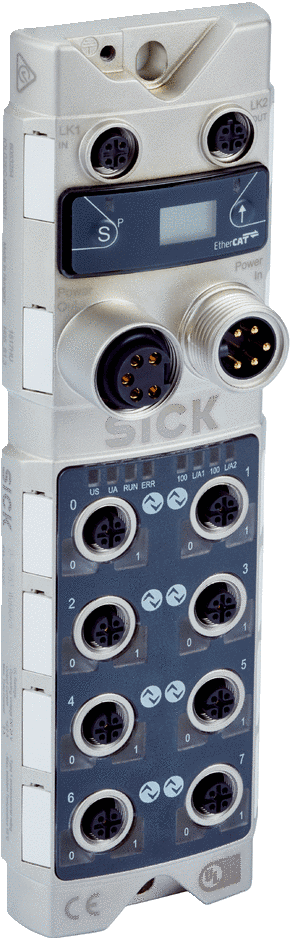 LK1
IN
LK2
OUT
S P
EtherCAT
Power
Out
Power
In
SICK
US UA RUN ERR 100 L/A1 100 L/A2
0 1
0 1 0 1
2 3
0 1 0 1
4 5
0 1 0 1
6 7
0 1 0 1
CE
UL
SICK